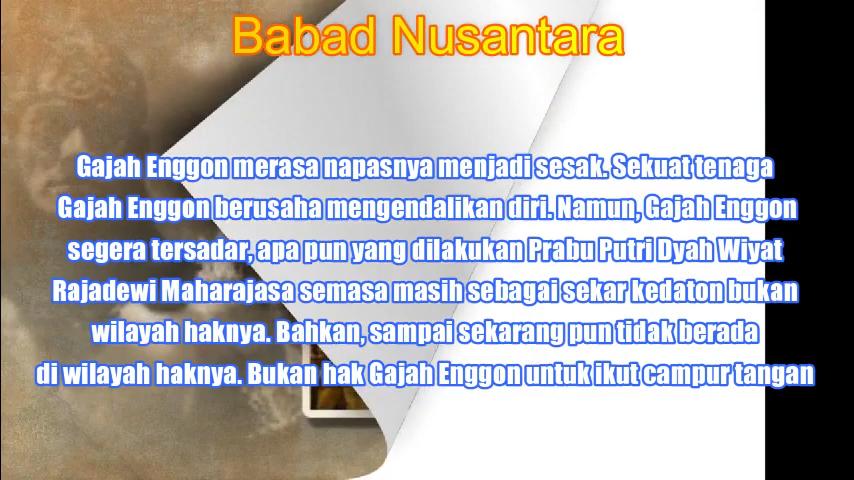 Babad Nusantara
Gajah Enggon merasa napasnya menjadi sesak. Sekuat tenaga
Gajah Enggon berusaha mengendalikan diri. Namun, Gajah Enggon
segera tersadar, apa pun yang dilakukan Prabu Putri Dyah Wiyat
Rajadewi Maharajasa semasa masih sebagai sekar kedaton bukan
wilayah haknya. Bahkan, sampai sekarang pun tidak berada
di wilayah haknya. Bukan hak Gajah Enggon untuk ikut campur tangan